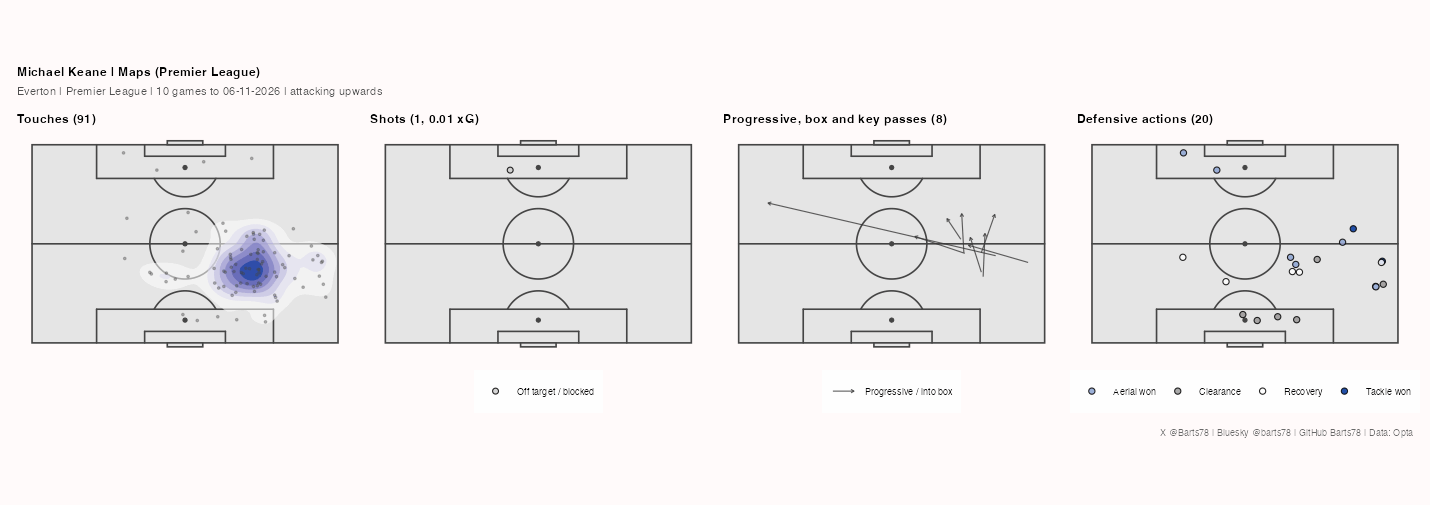 Michael Keane | Maps (Premier League)
Everton | Premier League | 10 games to 06-11-2026 | attacking upwards
Touches (91)
Shots (1, 0.01 xG)
Progressive, box and key passes (8)
Defensive actions (20)
Off target / blocked
Progressive / into box
Aerial won
Clearance
Recovery
Tackle won
X @Barts78 | Bluesky @barts78 | GitHub Barts78 | Data: Opta